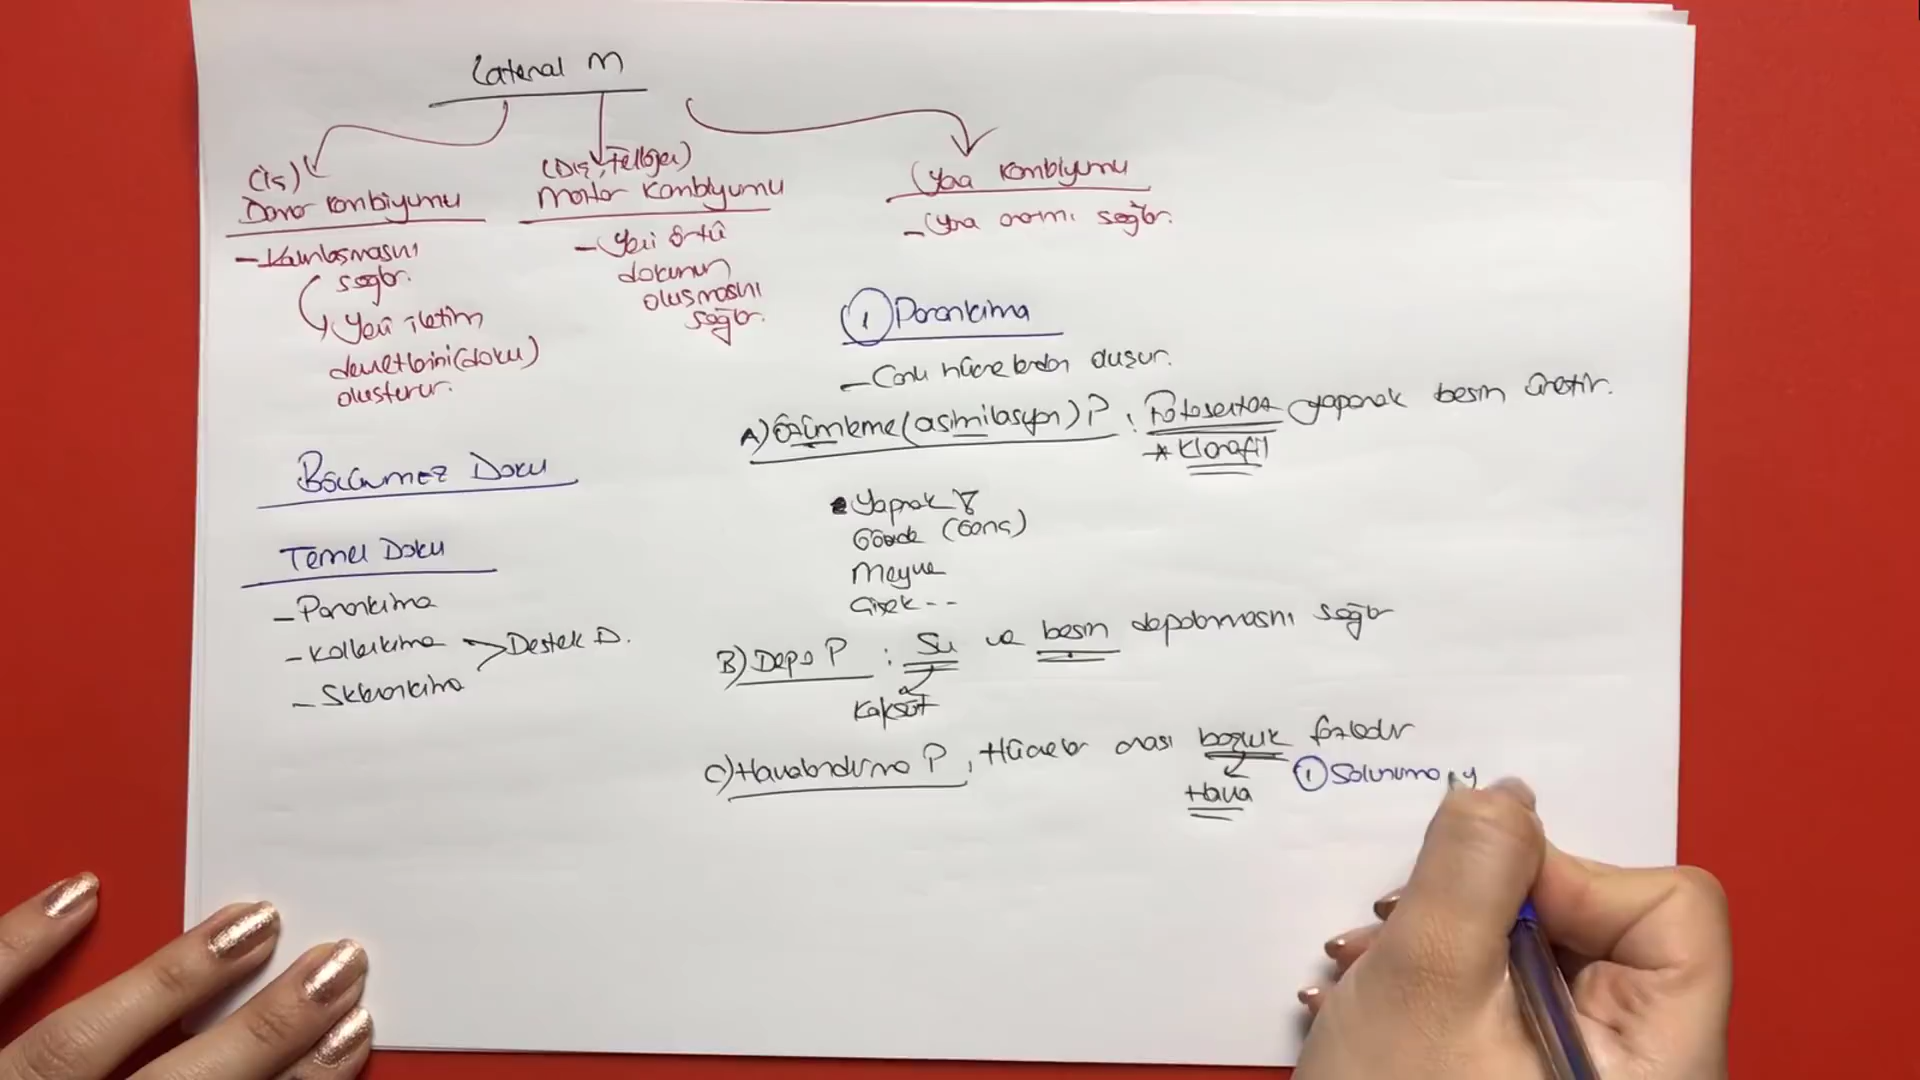 Lateral M
(İç)
Damar Kambiyumu
- Kalınlaşmasını
sağlar.
Yeni iletim
demetlerini (doku)
oluşturur.
(Dış, Fellojen)
Mantar Kambiyumu
- Yeni örtü
dokunun
oluşmasını
sağlar.
Yara Kambiyumu
- Yara onarımı sağlar.
Bölünmez Doku
Temel Doku
- Parankima
- Kollenkima
- Sklerankima
Destek D.
1 Parankima
- Canlı hücrelerden oluşur.
A) Özümleme (asimilasyon) P : Fotosentez yaparak besin üretir.
* Klorofil
• Yaprak
Gövde (Genç)
Meyve
Çiçek --
B) Depo P : Su ve besin depolanmasını sağlar
Kaktüs
C) Havalandırma P : Hücreler arası boşluk fazladır
Hava
1 Solunuma y